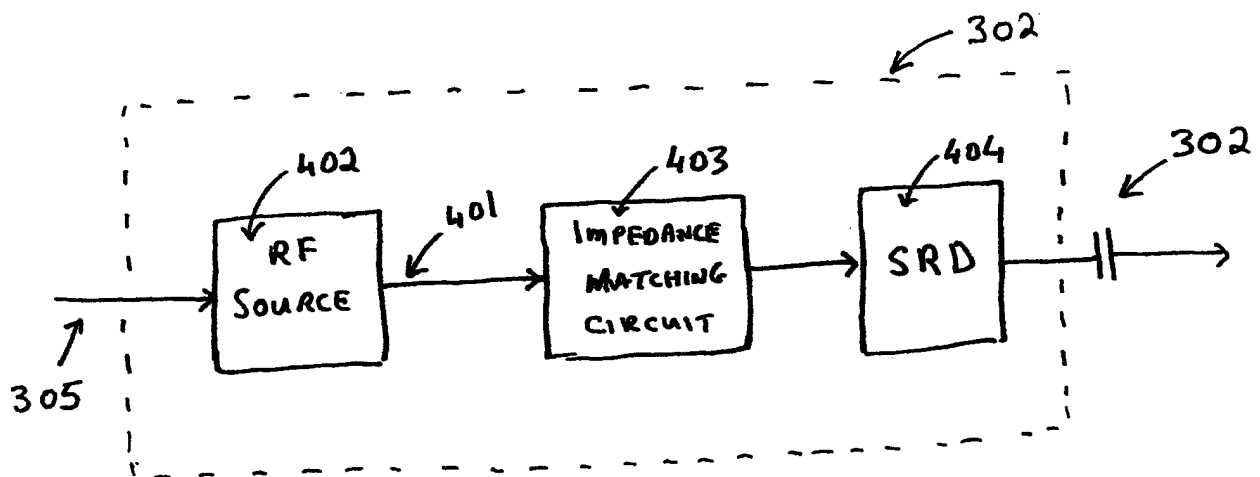 302
402
401
403
404
302
RF
SOURCE
IMPEDANCE
MATCHING
CIRCUIT
SRD
305